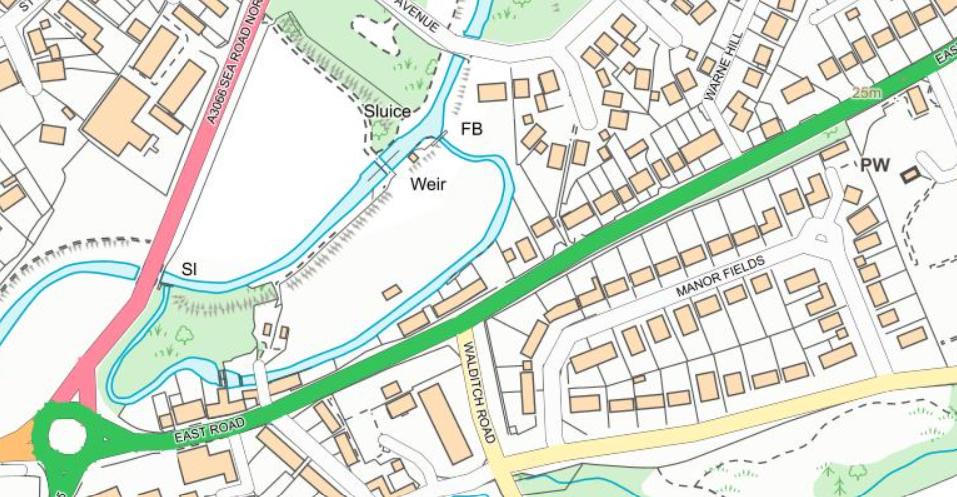 AVENUE
A3066 SEA ROAD NOR
WARNE HILL
EAS
25m
Sluice
FB
PW
Weir
Sl
MANOR FIELDS
WALDITCH ROAD
EAST ROAD